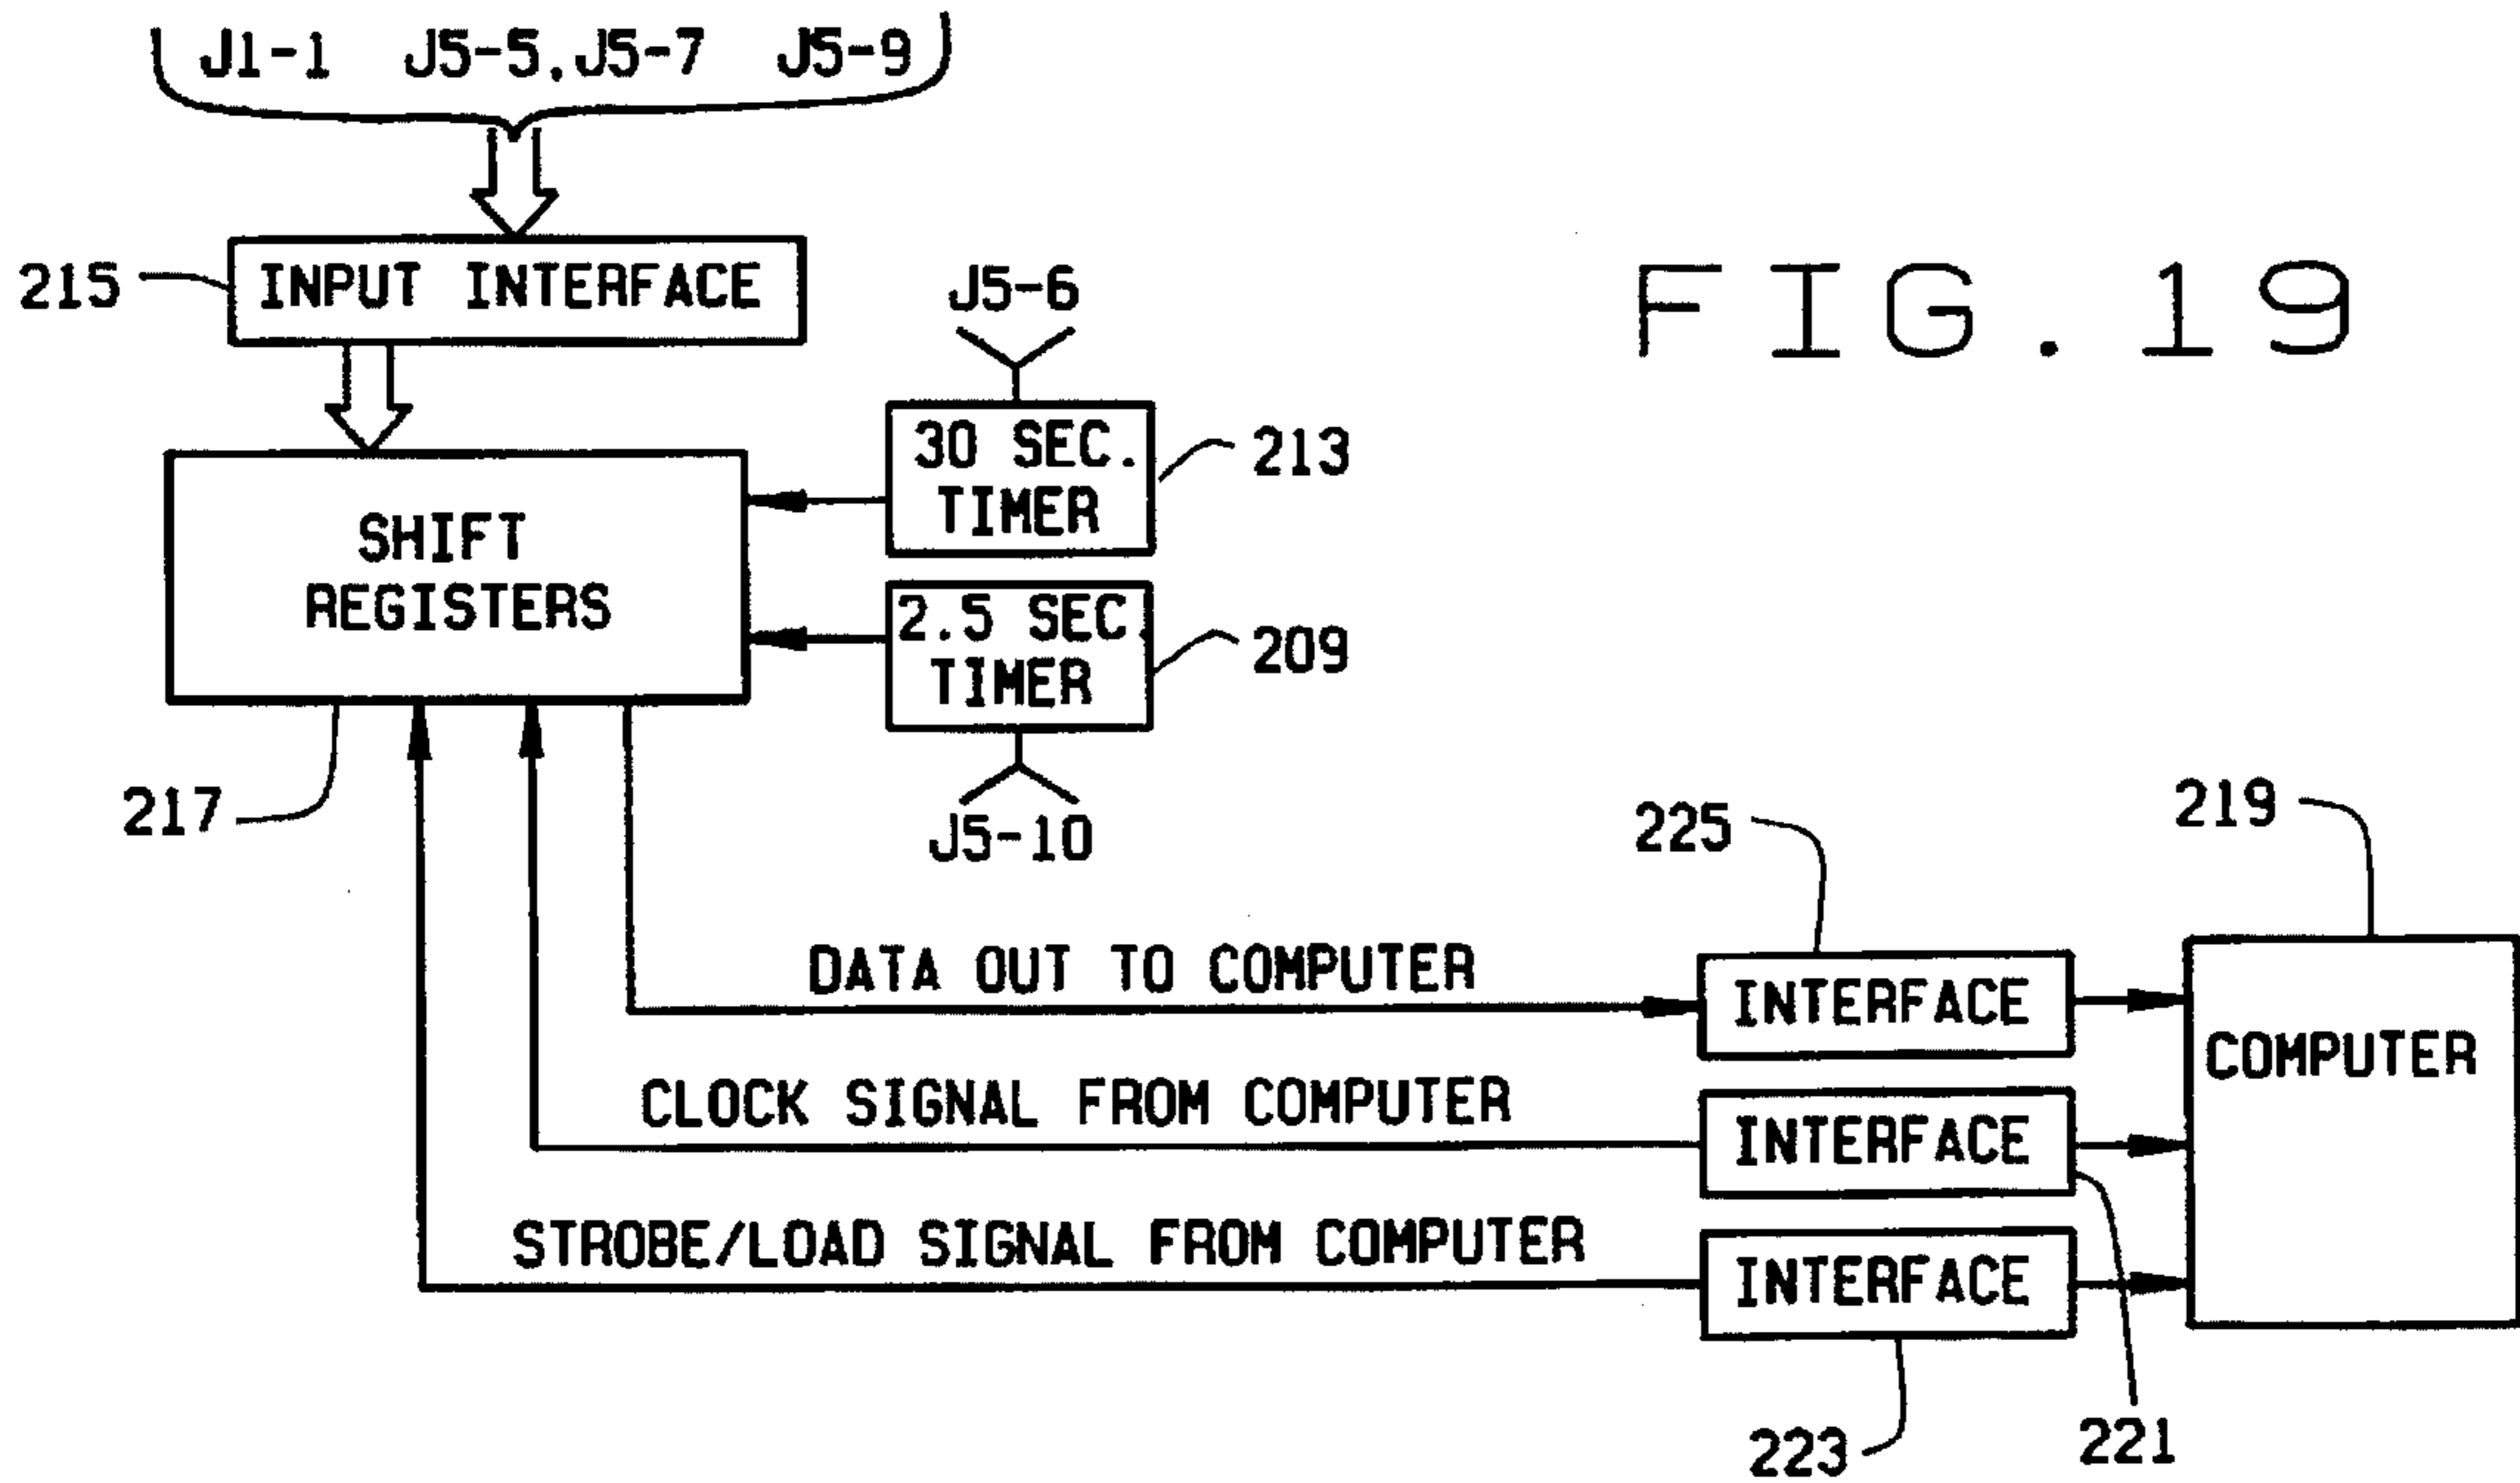 J1-1 J5-5,J5-7 J5-9
215
INPUT INTERFACE
J5-6
FIG.19
30 SEC.
TIMER
213
SHIFT
REGISTERS
2.5 SEC.
TIMER
209
217
J5-10
225
219
DATA OUT TO COMPUTER
INTERFACE
COMPUTER
CLOCK SIGNAL FROM COMPUTER
INTERFACE
STROBE/LOAD SIGNAL FROM COMPUTER
INTERFACE
223
221